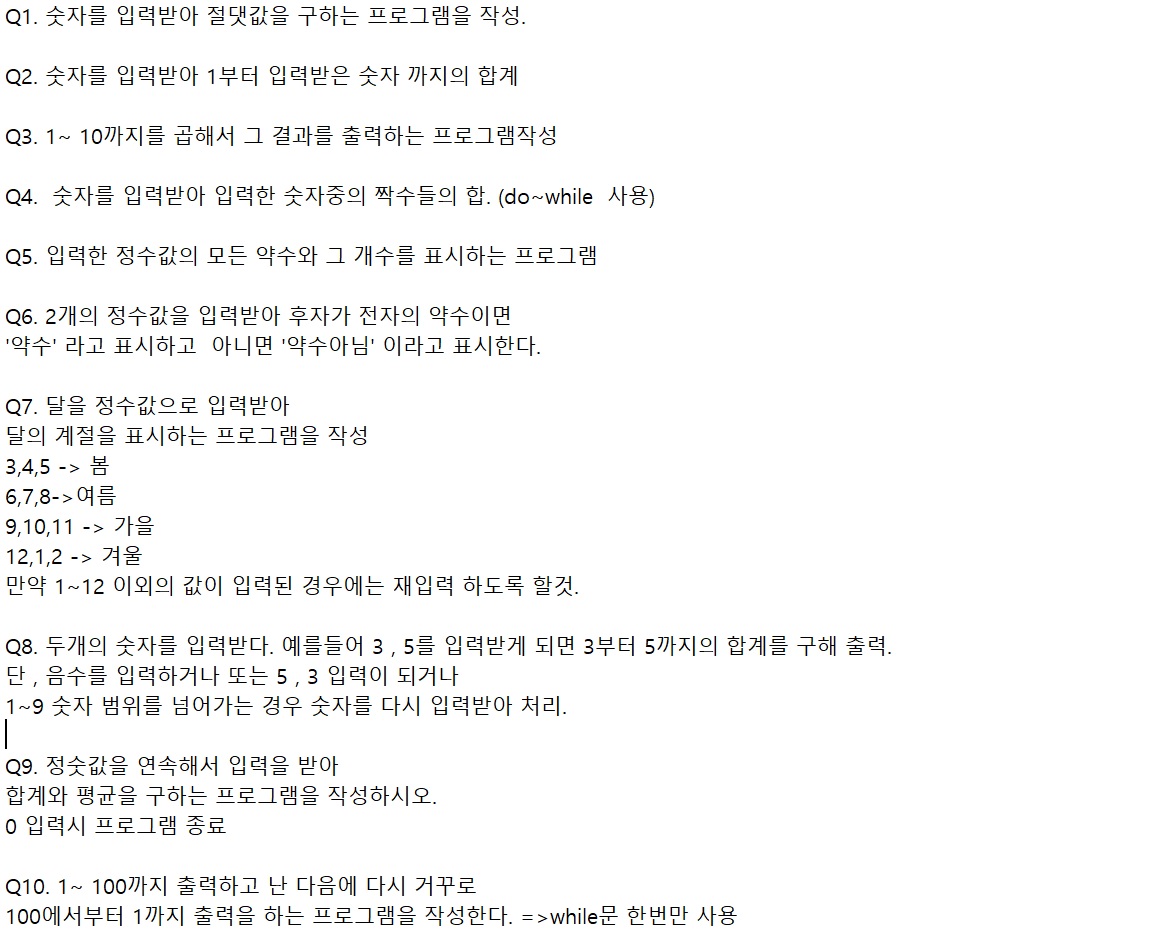 Q1. 숫자를 입력받아 절댓값을 구하는 프로그램을 작성.
Q2. 숫자를 입력받아 1부터 입력받은 숫자 까지의 합계
Q3. 1~ 10까지를 곱해서 그 결과를 출력하는 프로그램작성
Q4.  숫자를 입력받아 입력한 숫자중의 짝수들의 합. (do~while  사용)
Q5. 입력한 정수값의 모든 약수와 그 개수를 표시하는 프로그램
Q6. 2개의 정수값을 입력받아 후자가 전자의 약수이면
'약수' 라고 표시하고  아니면 '약수아님' 이라고 표시한다.
Q7. 달을 정수값으로 입력받아
달의 계절을 표시하는 프로그램을 작성
3,4,5 -> 봄
6,7,8->여름
9,10,11 -> 가을
12,1,2 -> 겨울
만약 1~12 이외의 값이 입력된 경우에는 재입력 하도록 할것.
Q8. 두개의 숫자를 입력받다. 예를들어 3 , 5를 입력받게 되면 3부터 5까지의 합계를 구해 출력.
단 , 음수를 입력하거나 또는 5 , 3 입력이 되거나
1~9 숫자 범위를 넘어가는 경우 숫자를 다시 입력받아 처리.
Q9. 정숫값을 연속해서 입력을 받아
합계와 평균을 구하는 프로그램을 작성하시오.
0 입력시 프로그램 종료
Q10. 1~ 100까지 출력하고 난 다음에 다시 거꾸로
100에서부터 1까지 출력을 하는 프로그램을 작성한다. =>while문 한번만 사용